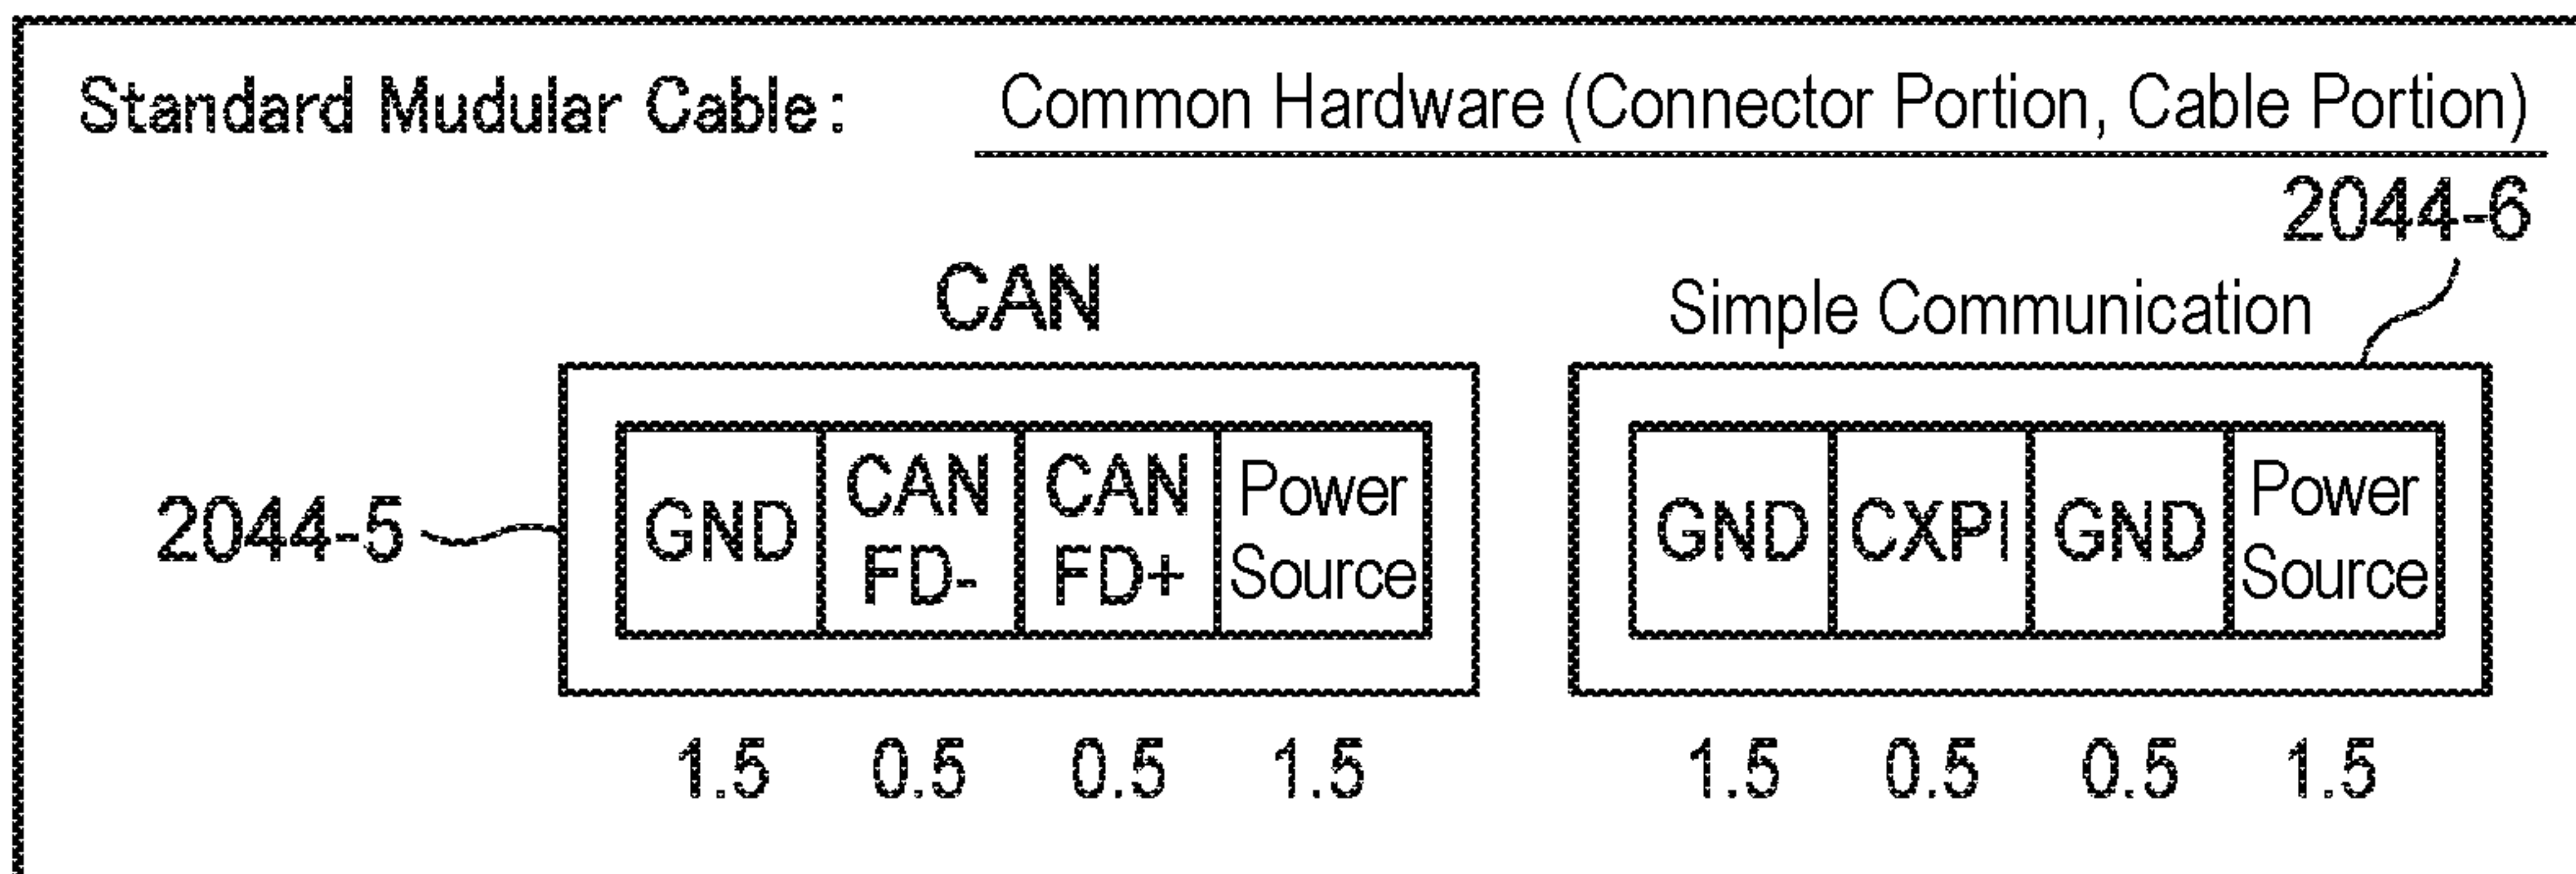 Standard Mudular Cable: Common Hardware (Connector Portion, Cable Portion)
2044-6
CAN
Simple Communication
2044-5
GND
CAN
FD-
CAN
FD+
Power
Source
GND
CXPI
GND
Power
Source
1.5 0.5 0.5 1.5
1.5 0.5 0.5 1.5